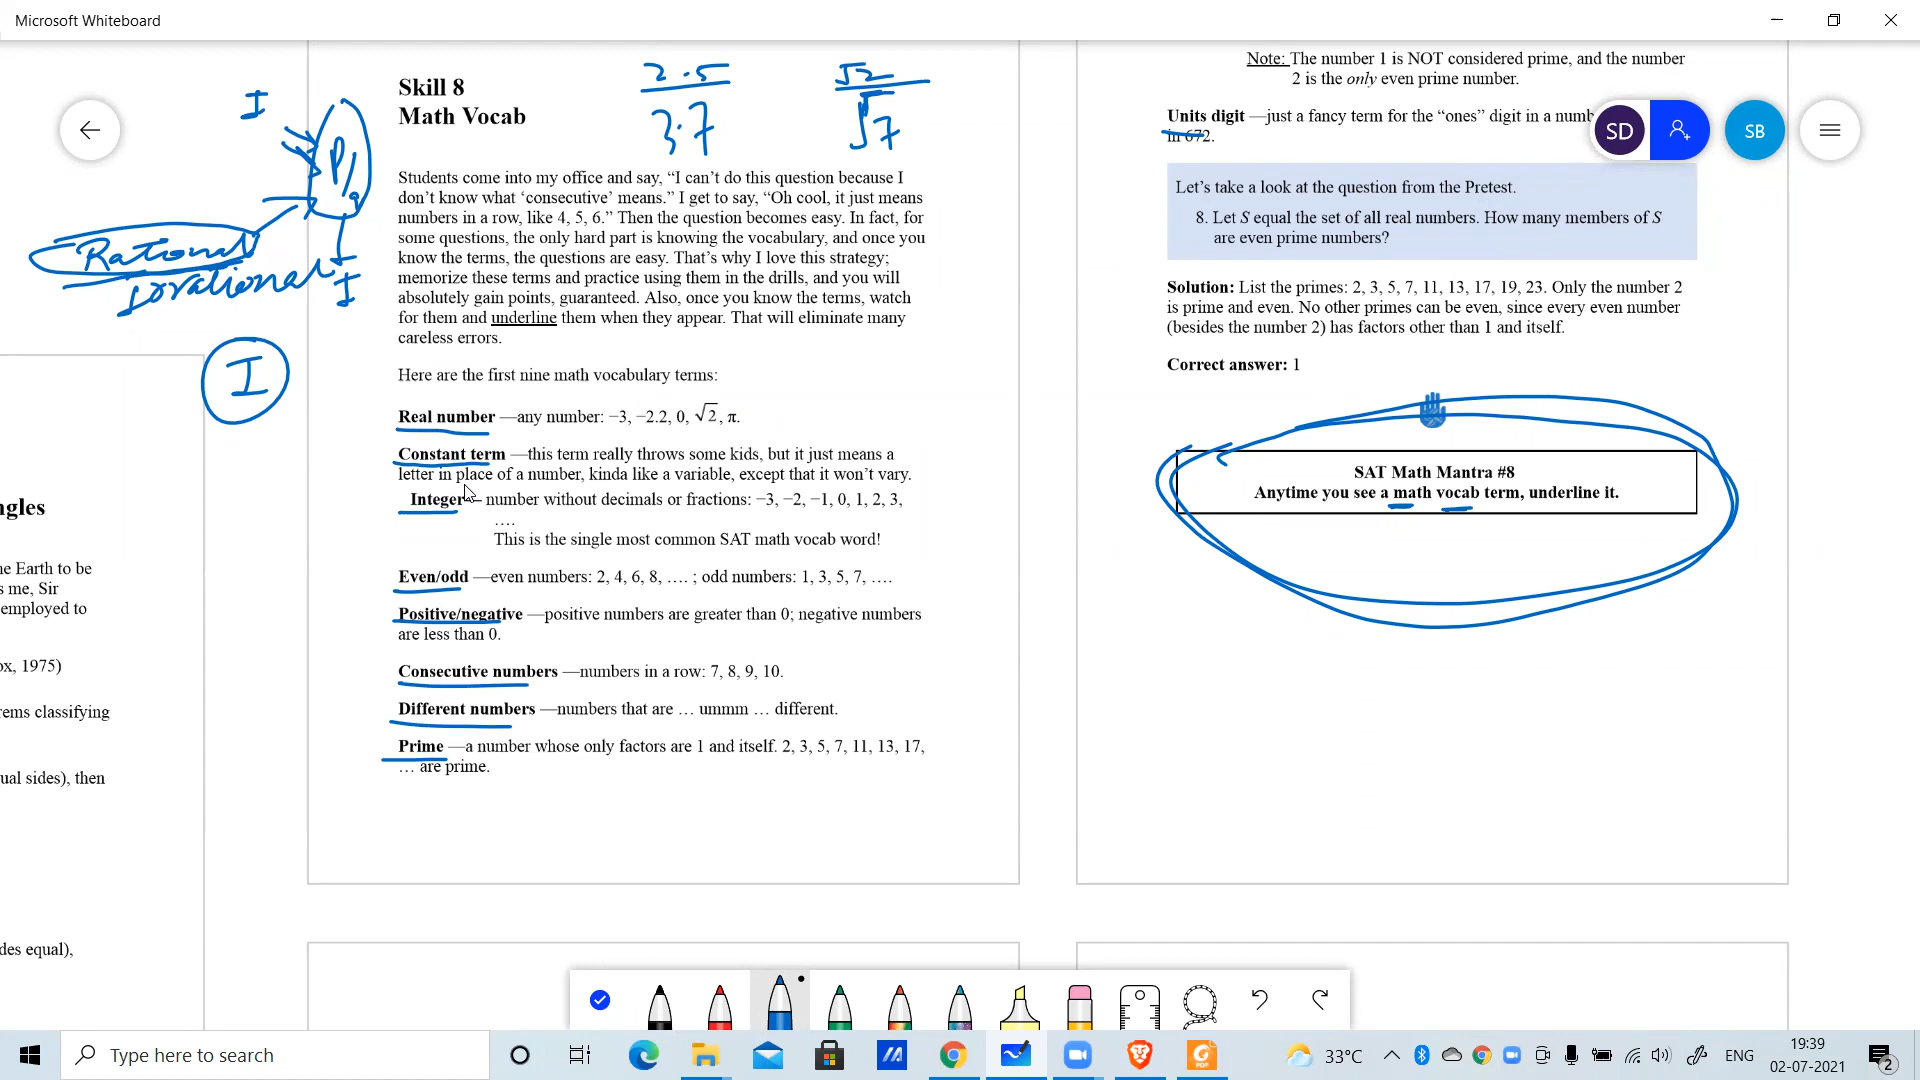 Microsoft Whiteboard
I
P/q
I
I
Rational
Irrational
I
ngles
he Earth to be
s me, Sir
employed to
ox, 1975)
rems classifying
ual sides), then
des equal),
Skill 8
Math Vocab
2.5
3.7
√2
√7
Students come into my office and say, “I can’t do this question because I
don’t know what ‘consecutive’ means.” I get to say, “Oh cool, it just means
numbers in a row, like 4, 5, 6.” Then the question becomes easy. In fact, for
some questions, the only hard part is knowing the vocabulary, and once you
know the terms, the questions are easy. That’s why I love this strategy;
memorize these terms and practice using them in the drills, and you will
absolutely gain points, guaranteed. Also, once you know the terms, watch
for them and underline them when they appear. That will eliminate many
careless errors.
Here are the first nine math vocabulary terms:
Real number —any number: −3, −2.2, 0, √2, π.
Constant term —this term really throws some kids, but it just means a
letter in place of a number, kinda like a variable, except that it won’t vary.
Integer — number without decimals or fractions: −3, −2, −1, 0, 1, 2, 3,
….
This is the single most common SAT math vocab word!
Even/odd —even numbers: 2, 4, 6, 8, …. ; odd numbers: 1, 3, 5, 7, ….
Positive/negative —positive numbers are greater than 0; negative numbers
are less than 0.
Consecutive numbers —numbers in a row: 7, 8, 9, 10.
Different numbers —numbers that are … ummm … different.
Prime —a number whose only factors are 1 and itself. 2, 3, 5, 7, 11, 13, 17,
… are prime.
Note: The number 1 is NOT considered prime, and the number
2 is the only even prime number.
Units digit —just a fancy term for the “ones” digit in a numb
in 672.
SD
SB
Let’s take a look at the question from the Pretest.
8. Let S equal the set of all real numbers. How many members of S
are even prime numbers?
Solution: List the primes: 2, 3, 5, 7, 11, 13, 17, 19, 23. Only the number 2
is prime and even. No other primes can be even, since every even number
(besides the number 2) has factors other than 1 and itself.
Correct answer: 1
SAT Math Mantra #8
Anytime you see a math vocab term, underline it.
Type here to search
33°C
ENG
19:39
02-07-2021
2